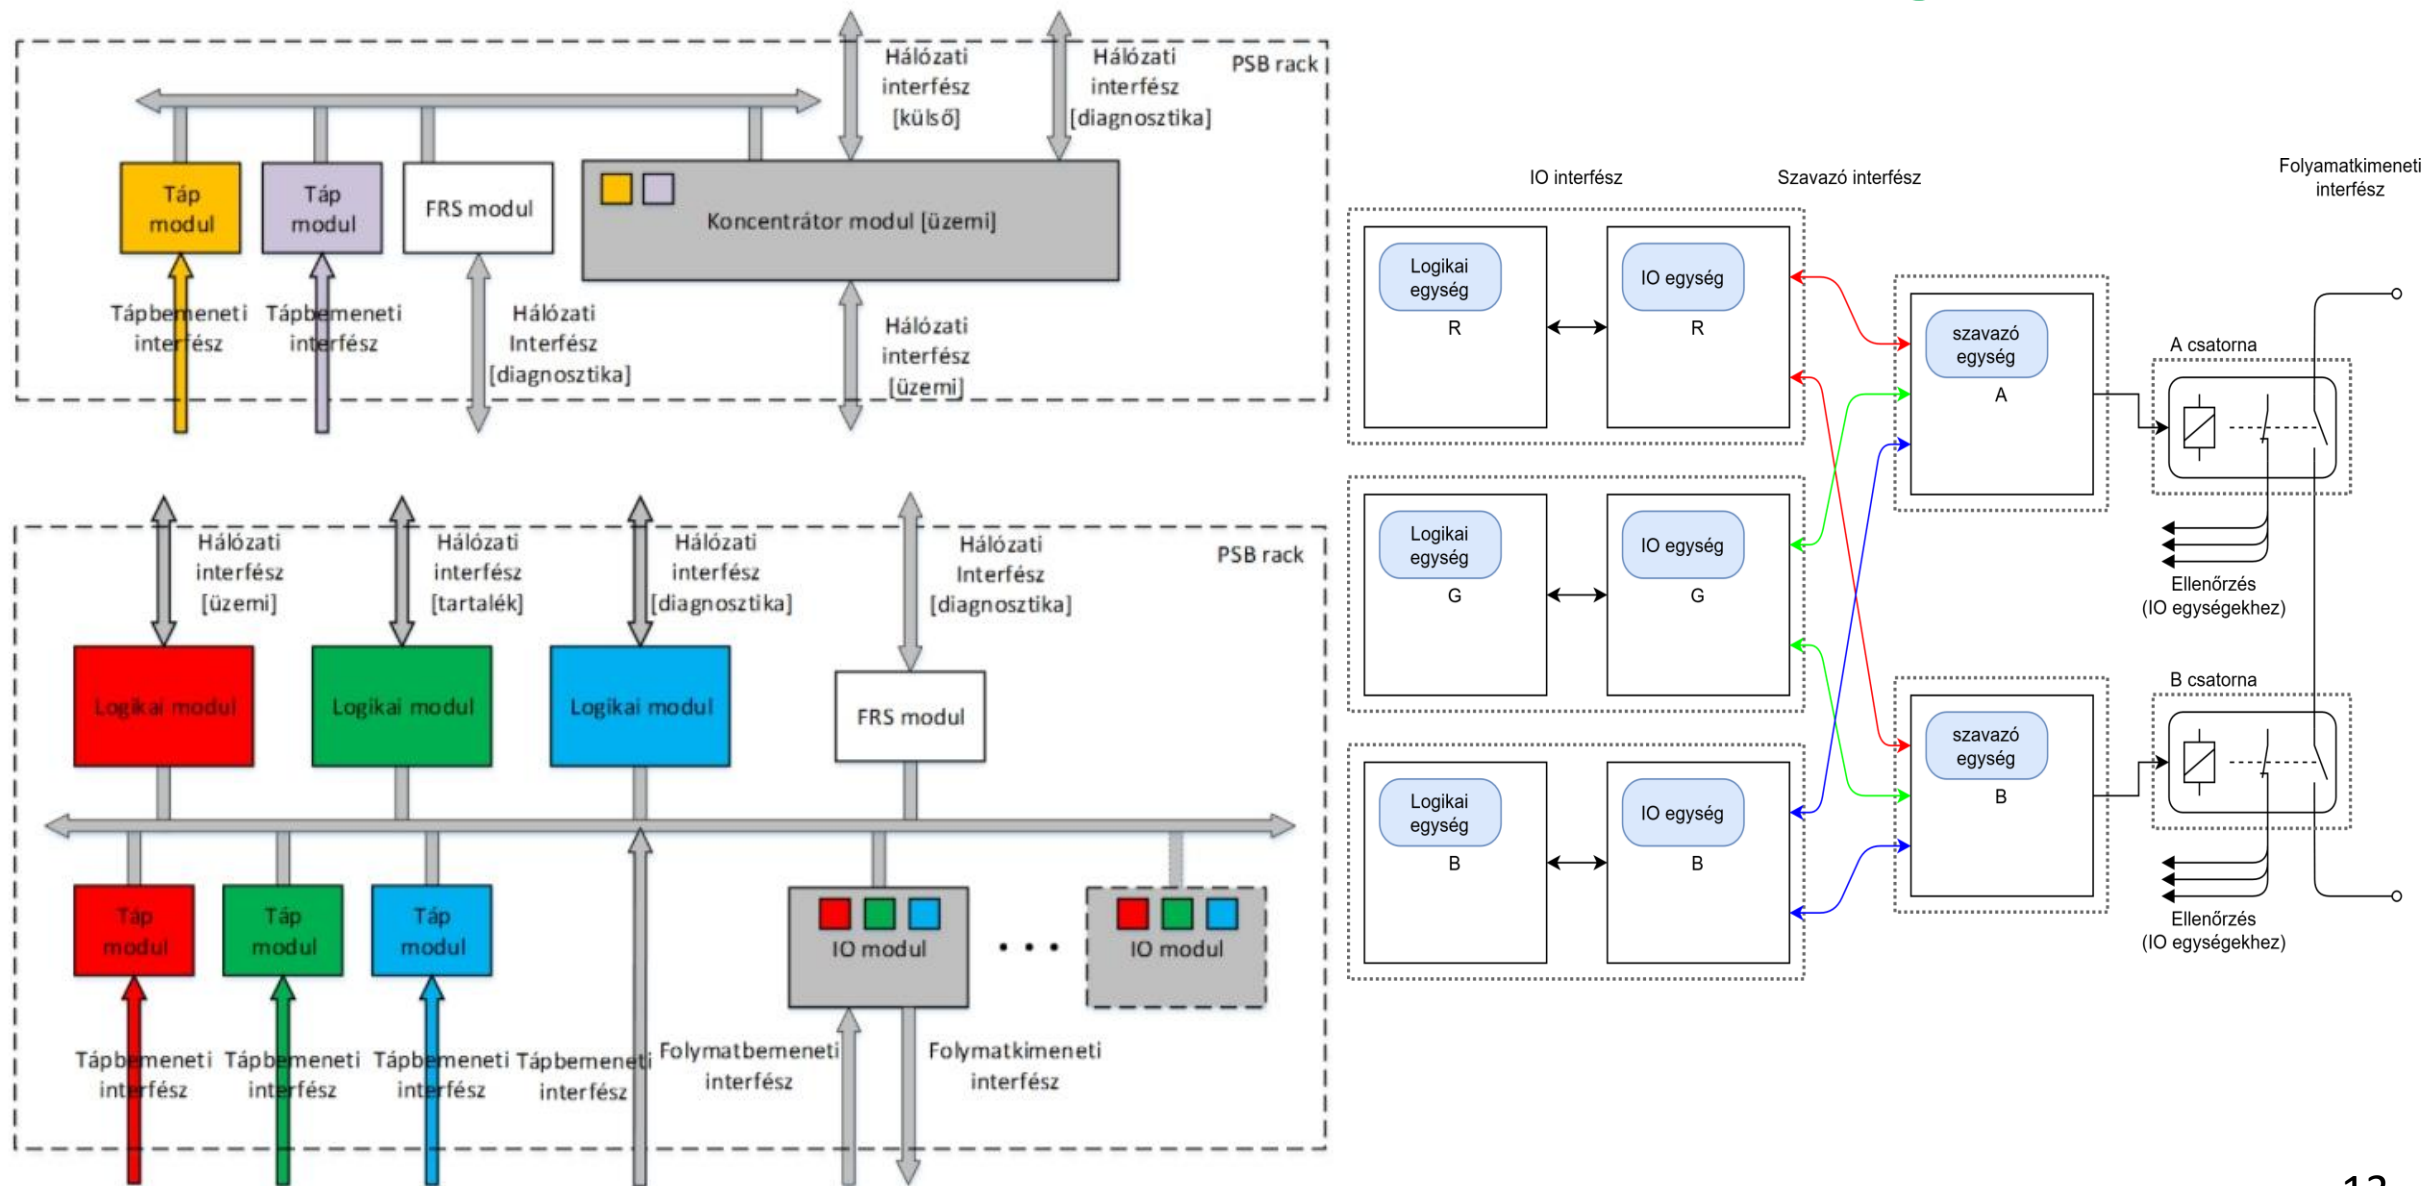 Hálózati
interfész
[külső]
Hálózati
interfész
[diagnosztika]
PSB rack
Táp
modul
Táp
modul
FRS modul
Koncentrátor modul [üzemi]
Tápbemeneti
interfész
Tápbemeneti
interfész
Hálózati
Interfész
[diagnosztika]
Hálózati
interfész
[üzemi]
Hálózati
interfész
[üzemi]
Hálózati
interfész
[tartalék]
Hálózati
interfész
[diagnosztika]
Hálózati
Interfész
[diagnosztika]
PSB rack
Logikai modul
Logikai modul
Logikai modul
FRS modul
Táp
modul
Táp
modul
Táp
modul
IO modul
IO modul
Tápbemeneti
interfész
Tápbemeneti
interfész
Tápbemeneti
interfész
Tápbemeneti
interfész
Folymatbemeneti
interfész
Folymatkimeneti
interfész
IO interfész
Szavazó interfész
Folyamatkimeneti
interfész
Logikai
egység
R
IO egység
R
szavazó
egység
A
A csatorna
Logikai
egység
G
IO egység
G
Ellenőrzés
(IO egységekhez)
Logikai
egység
B
IO egység
B
szavazó
egység
B
B csatorna
Ellenőrzés
(IO egységekhez)